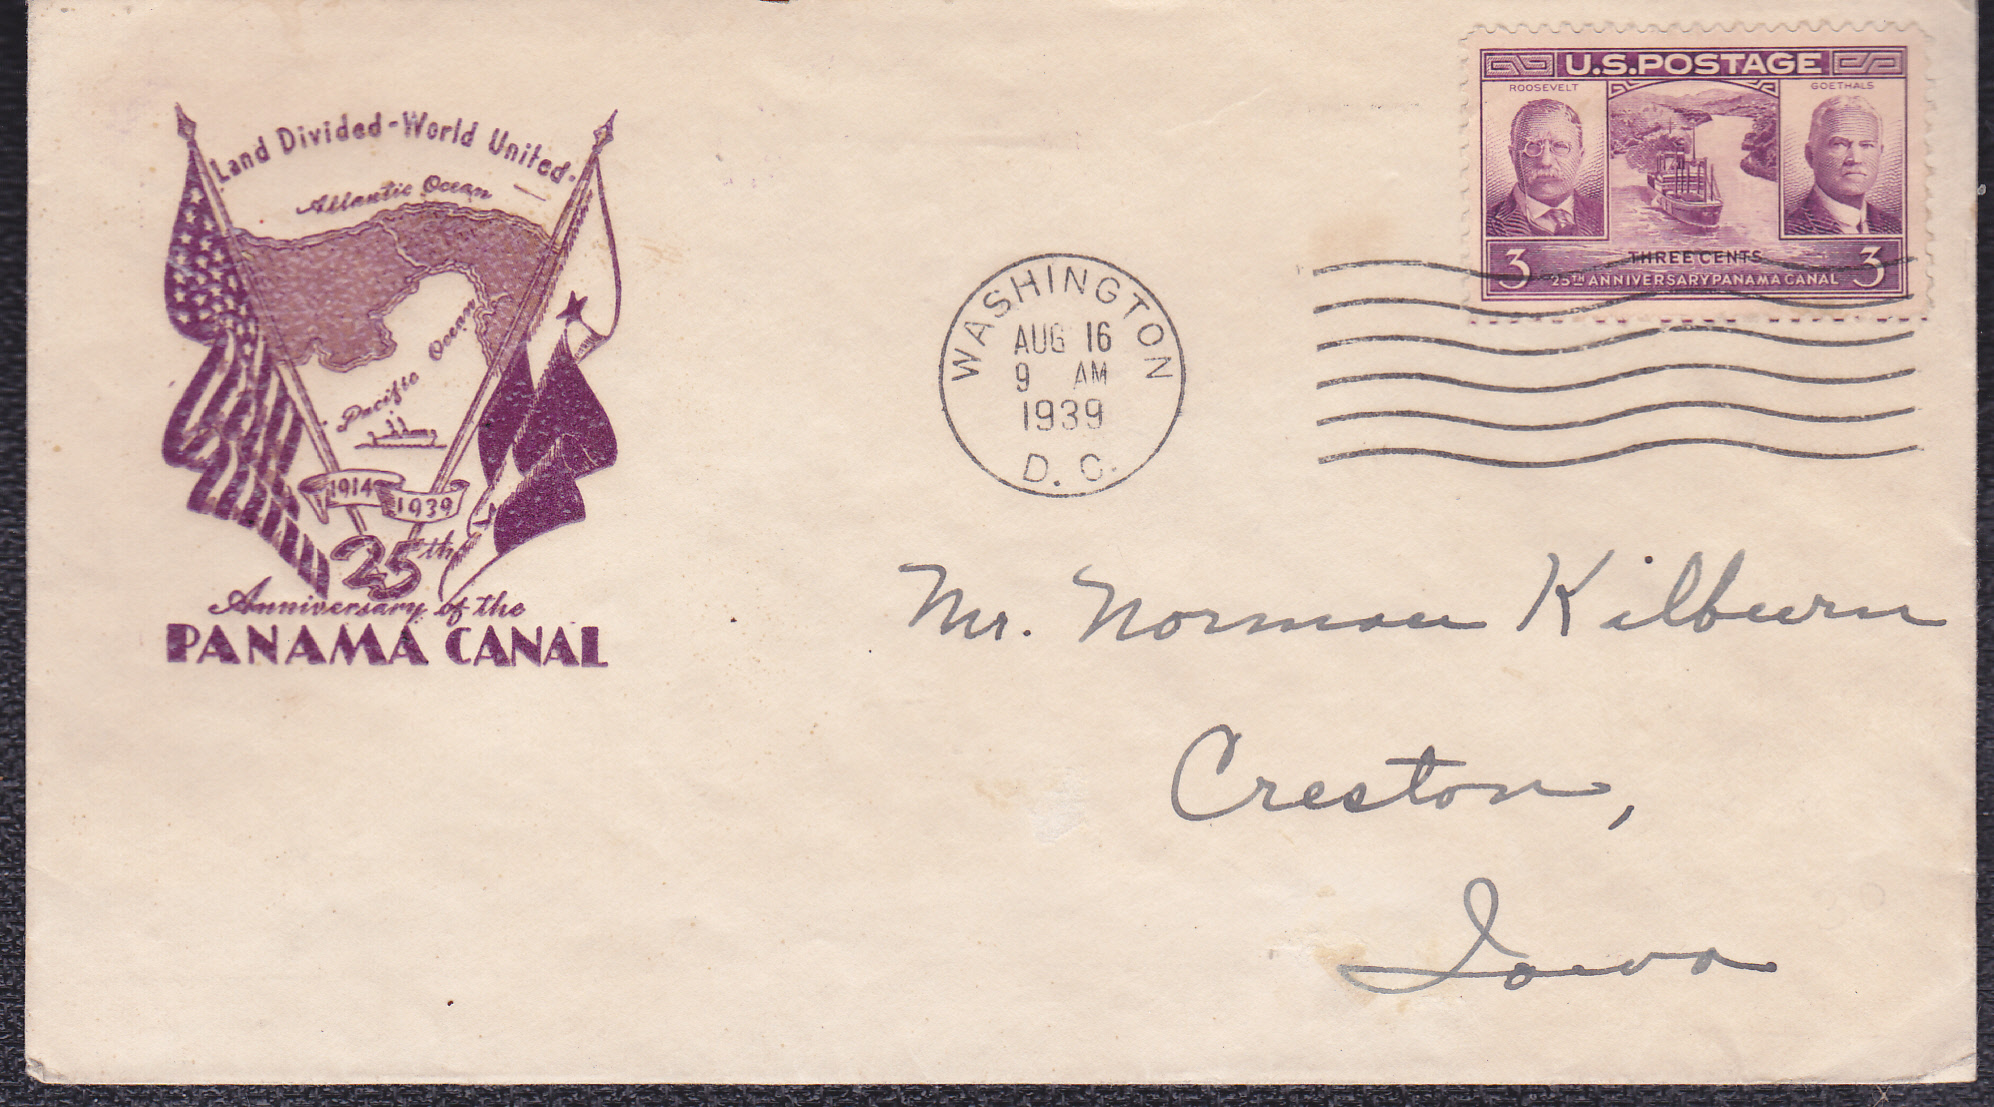 Land Divided - World United -
Atlantic Ocean
Pacific Ocean
1914
1939
25th
Anniversary of the
PANAMA CANAL
WASHINGTON
AUG 16
9 AM
1939
D. C.
U.S. POSTAGE
ROOSEVELT
GOETHALS
3
THREE CENTS
3
25TH ANNIVERSARY PANAMA CANAL
Mr. Norman Kilburn
Creston,
Iowa